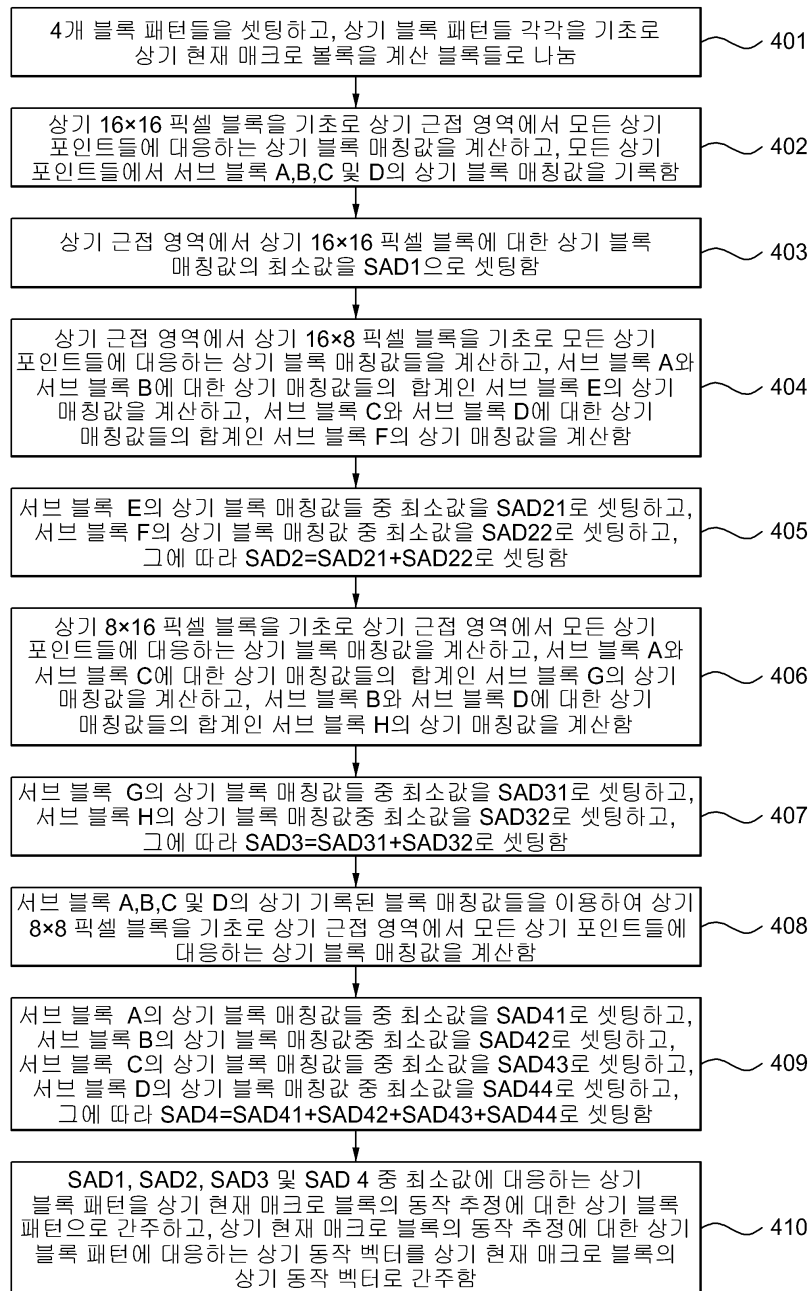 4개 블록 패턴들을 셋팅하고, 상기 블록 패턴들 각각을 기초로
상기 현재 매크로 볼록을 계산 블록들로 나눔
401
상기 16×16 픽셀 블록을 기초로 상기 근접 영역에서 모든 상기
포인트들에 대응하는 상기 블록 매칭값을 계산하고, 모든 상기
포인트들에서 서브 블록 A,B,C 및 D의 상기 블록 매칭값을 기록함
402
상기 근접 영역에서 상기 16×16 픽셀 블록에 대한 상기 블록
매칭값의 최소값을 SAD1으로 셋팅함
403
상기 근접 영역에서 상기 16×8 픽셀 블록을 기초로 모든 상기
포인트들에 대응하는 상기 블록 매칭값들을 계산하고, 서브 블록 A와
서브 블록 B에 대한 상기 매칭값들의 합계인 서브 블록 E의 상기
매칭값을 계산하고, 서브 블록 C와 서브 블록 D에 대한 상기
매칭값들의 합계인 서브 블록 F의 상기 매칭값을 계산함
404
서브 블록 E의 상기 블록 매칭값들 중 최소값을 SAD21로 셋팅하고,
서브 블록 F의 상기 블록 매칭값 중 최소값을 SAD22로 셋팅하고,
그에 따라 SAD2=SAD21+SAD22로 셋팅함
405
상기 8×16 픽셀 블록을 기초로 상기 근접 영역에서 모든 상기
포인트들에 대응하는 상기 블록 매칭값을 계산하고, 서브 블록 A와
서브 블록 C에 대한 상기 매칭값들의 합계인 서브 블록 G의 상기
매칭값을 계산하고, 서브 블록 B와 서브 블록 D에 대한 상기
매칭값들의 합계인 서브 블록 H의 상기 매칭값을 계산함
406
서브 블록 G의 상기 블록 매칭값들 중 최소값을 SAD31로 셋팅하고,
서브 블록 H의 상기 블록 매칭값중 최소값을 SAD32로 셋팅하고,
그에 따라 SAD3=SAD31+SAD32로 셋팅함
407
서브 블록 A,B,C 및 D의 상기 기록된 블록 매칭값들을 이용하여 상기
8×8 픽셀 블록을 기초로 상기 근접 영역에서 모든 상기 포인트들에
대응하는 상기 블록 매칭값을 계산함
408
서브 블록 A의 상기 블록 매칭값들 중 최소값을 SAD41로 셋팅하고,
서브 블록 B의 상기 블록 매칭값중 최소값을 SAD42로 셋팅하고,
서브 블록 C의 상기 블록 매칭값들 중 최소값을 SAD43로 셋팅하고,
서브 블록 D의 상기 블록 매칭값 중 최소값을 SAD44로 셋팅하고,
그에 따라 SAD4=SAD41+SAD42+SAD43+SAD44로 셋팅함
409
SAD1, SAD2, SAD3 및 SAD 4 중 최소값에 대응하는 상기
블록 패턴을 상기 현재 매크로 블록의 동작 추정에 대한 상기 블록
패턴으로 간주하고, 상기 현재 매크로 블록의 동작 추정에 대한 상기
블록 패턴에 대응하는 상기 동작 벡터를 상기 현재 매크로 블록의
상기 동작 벡터로 간주함
410